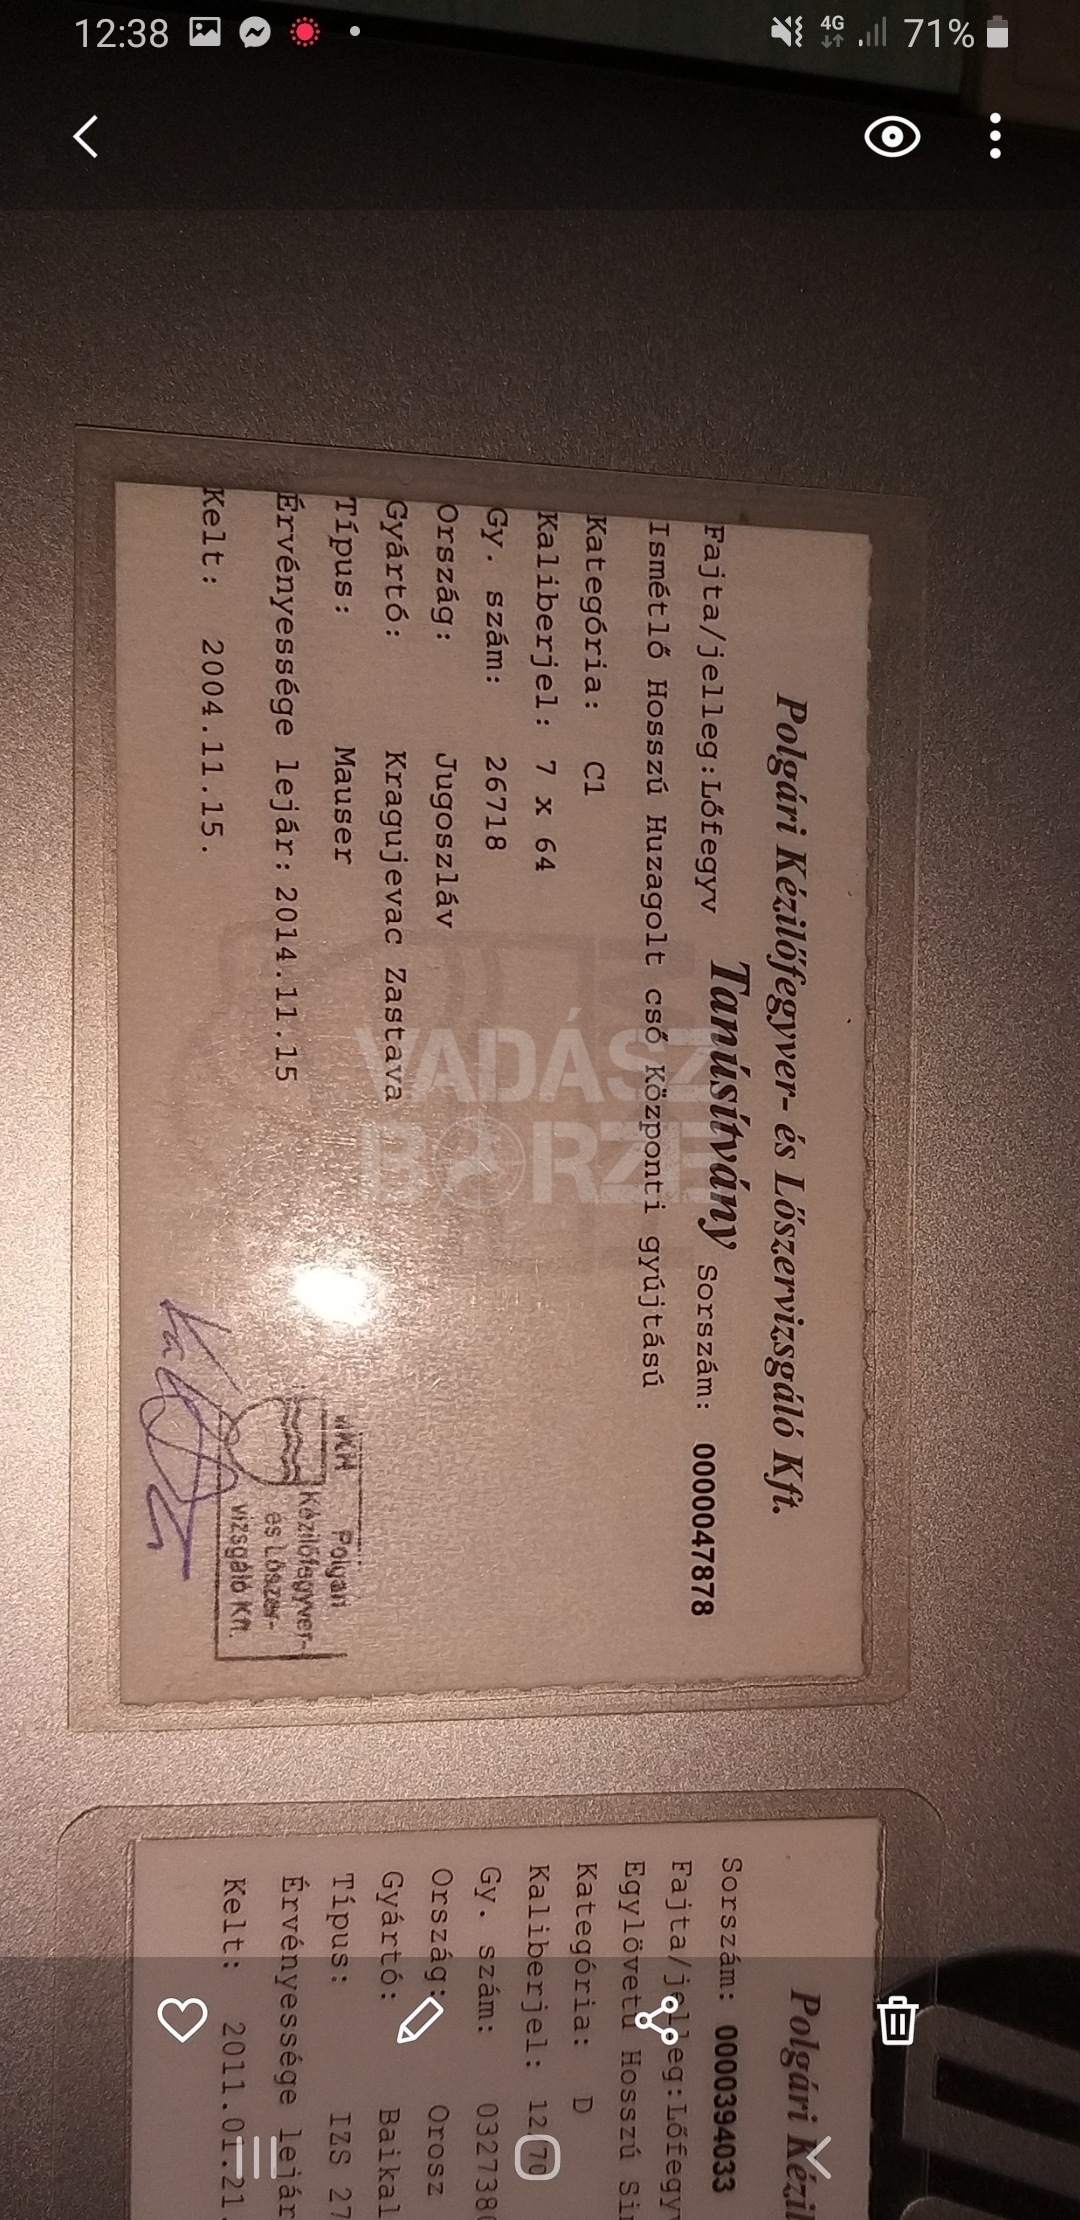 12:38
4G
71%
Polgári Kézilőfegyver- és Lőszervizsgáló Kft.
Tanúsítvány
Sorszám: 0000047878
Fajta/jelleg:Lőfegyv
Ismétlő Hosszú Huzagolt cső Központi gyújtású
Kategória: C1
Kaliberjel: 7 x 64
Gy. szám: 26718
Ország: Jugoszláv
Gyártó: Kragujevac Zastava
Típus: Mauser
Érvényessége lejár: 2014.11.15
Kelt: 2004.11.15.
Polgári
Kézilőfegyver-
és Lőszer-
vizsgáló Kft.
VADÁSZ
BÖRZE
Polgári Kézil
Sorszám: 0000394033
Fajta/jelleg:Lőfegyv
Egylövetű Hosszú
Kategória: D
Kaliberjel: 12/70
Gy. szám: 032738
Ország: Orosz
Gyártó: Baikal
Típus: IZS 27
Érvényessége lejár
Kelt: 2011.01.21.